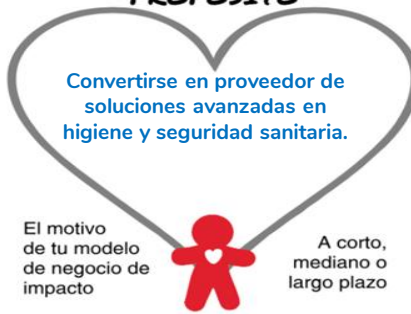 PROPÓSITO
Convertirse en proveedor de
soluciones avanzadas en
higiene y seguridad sanitaria.
El motivo
de tu modelo
de negocio de
impacto
A corto,
mediano o
largo plazo